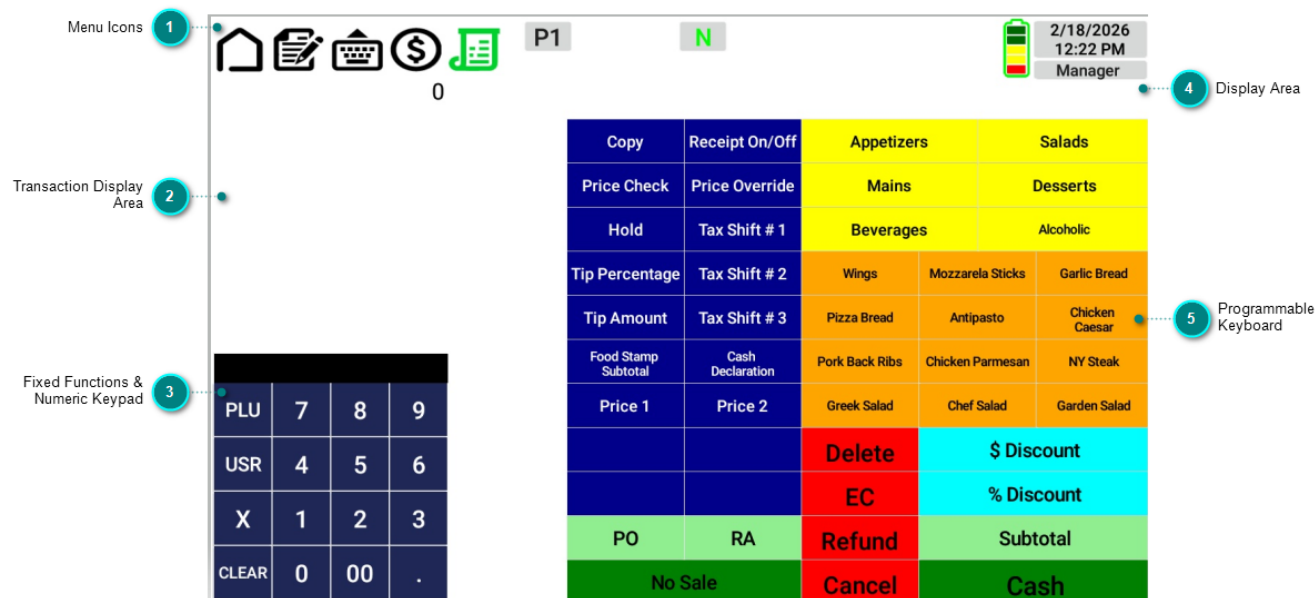 Menu Icons
1
P1
N
2/18/2026
12:22 PM
Manager
0
4
Display Area
Transaction Display
Area
2
Copy
Receipt On/Off
Appetizers
Salads
Price Check
Price Override
Mains
Desserts
Hold
Tax Shift # 1
Beverages
Alcoholic
Tip Percentage
Tax Shift # 2
Wings
Mozzarela Sticks
Garlic Bread
Tip Amount
Tax Shift # 3
Pizza Bread
Antipasto
Chicken
Caesar
5
Programmable
Keyboard
Food Stamp
Subtotal
Cash
Declaration
Pork Back Ribs
Chicken Parmesan
NY Steak
Price 1
Price 2
Greek Salad
Chef Salad
Garden Salad
Delete
$ Discount
EC
% Discount
PO
RA
Refund
Subtotal
No Sale
Cancel
Cash
Fixed Functions &
Numeric Keypad
3
PLU
7
8
9
USR
4
5
6
X
1
2
3
CLEAR
0
00
.